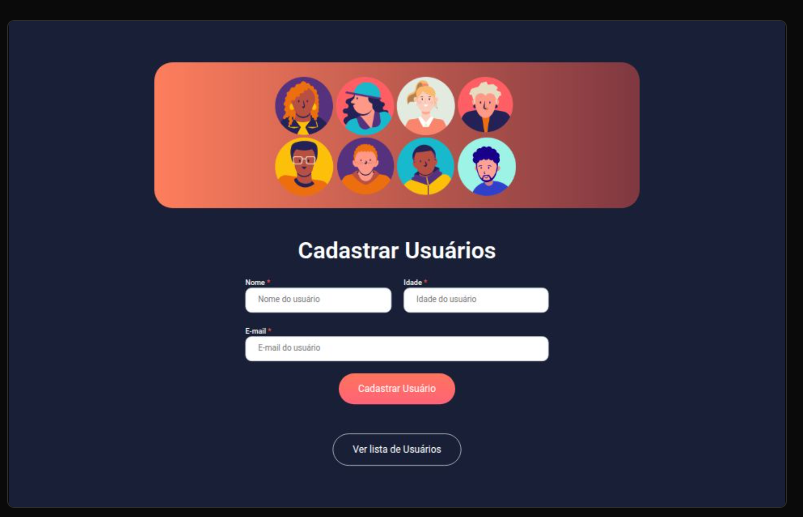 Cadastrar Usuários
Nome * Idade *
Nome do usuário Idade do usuário
E-mail *
E-mail do usuário
Cadastrar Usuário
Ver lista de Usuários